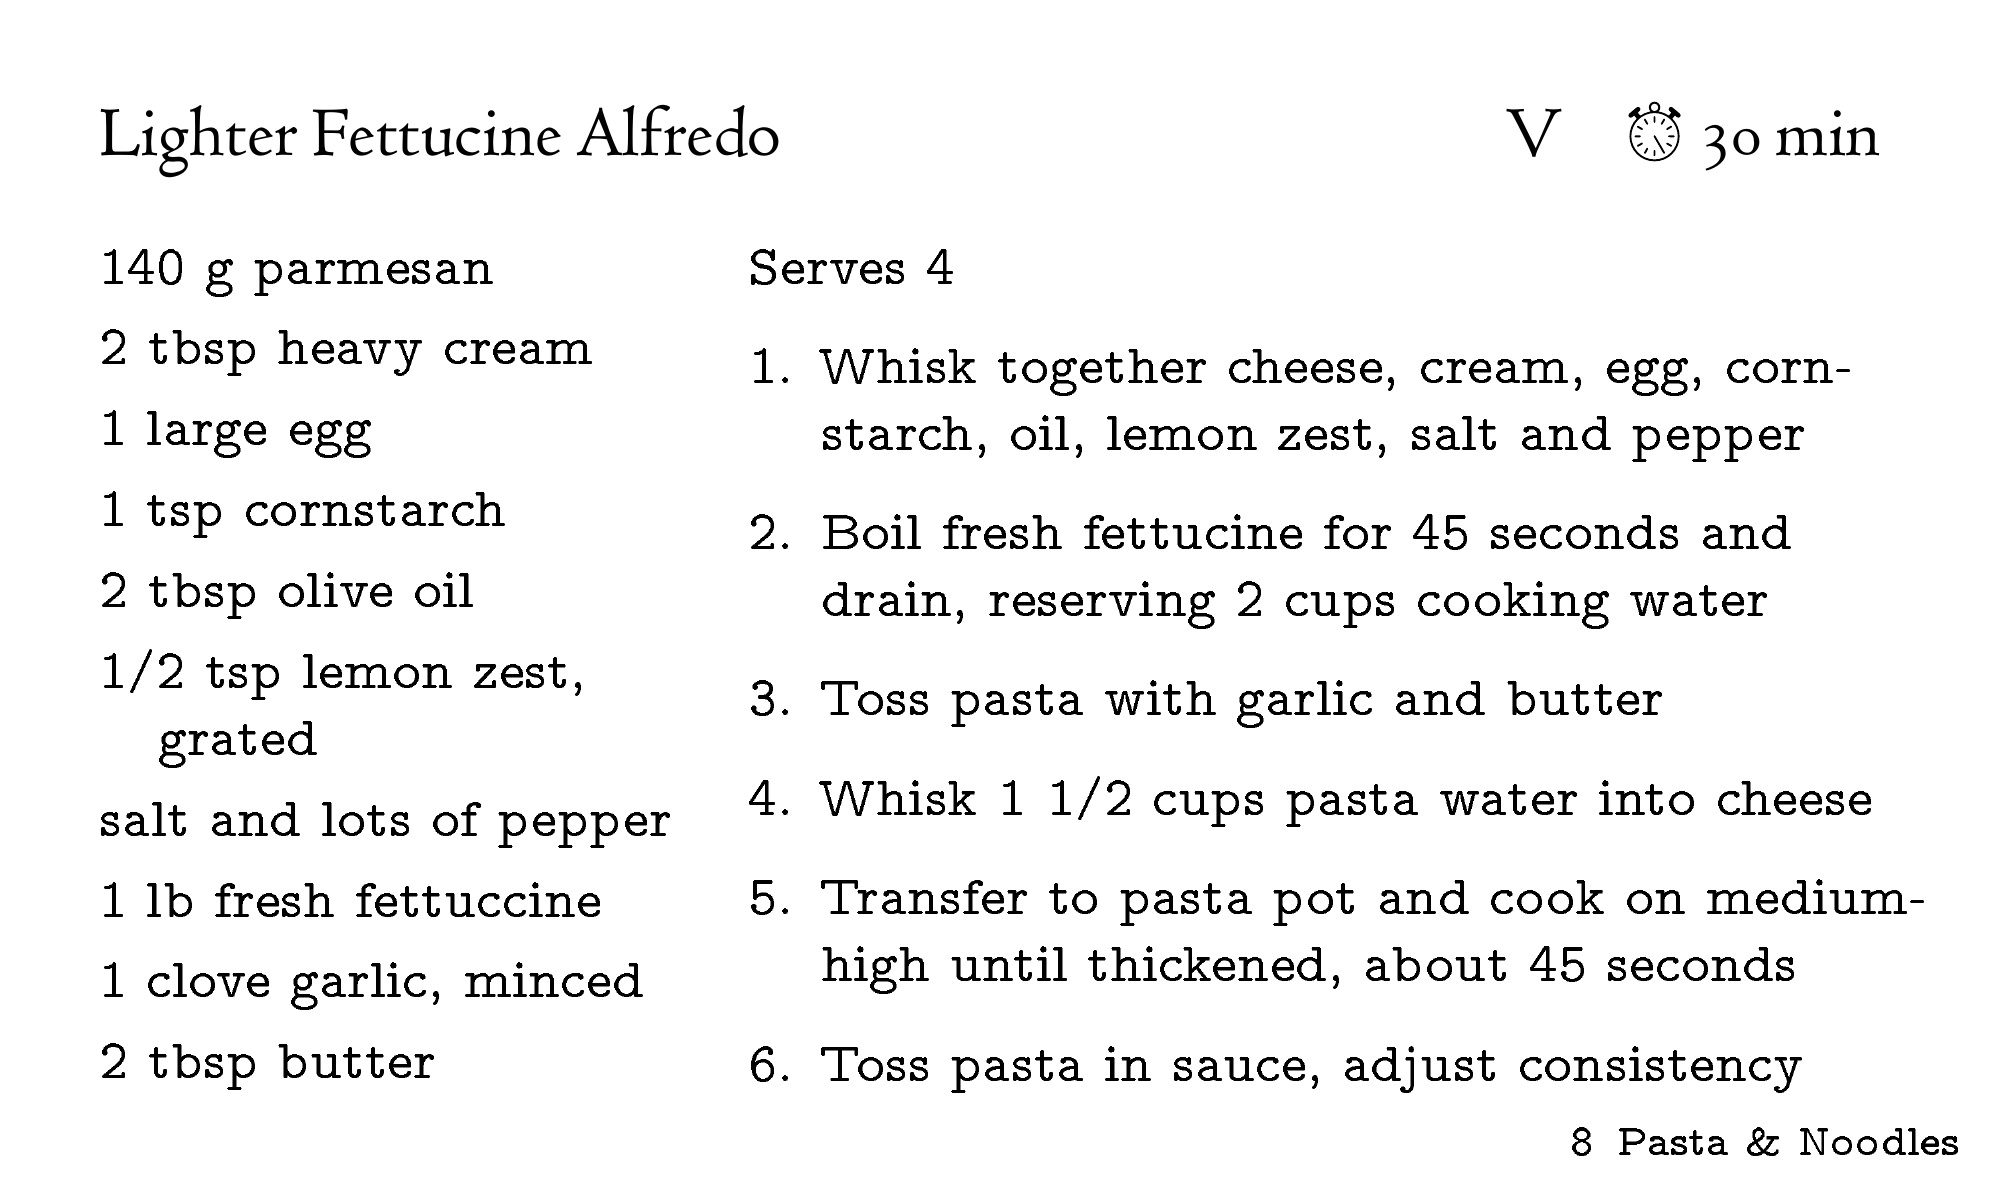 Lighter Fettucine Alfredo
V 30 min
140 g parmesan
2 tbsp heavy cream
1 large egg
1 tsp cornstarch
2 tbsp olive oil
1/2 tsp lemon zest,
grated
salt and lots of pepper
1 lb fresh fettuccine
1 clove garlic, minced
2 tbsp butter
Serves 4
1. Whisk together cheese, cream, egg, corn-
starch, oil, lemon zest, salt and pepper
2. Boil fresh fettucine for 45 seconds and
drain, reserving 2 cups cooking water
3. Toss pasta with garlic and butter
4. Whisk 1 1/2 cups pasta water into cheese
5. Transfer to pasta pot and cook on medium-
high until thickened, about 45 seconds
6. Toss pasta in sauce, adjust consistency
8 Pasta & Noodles